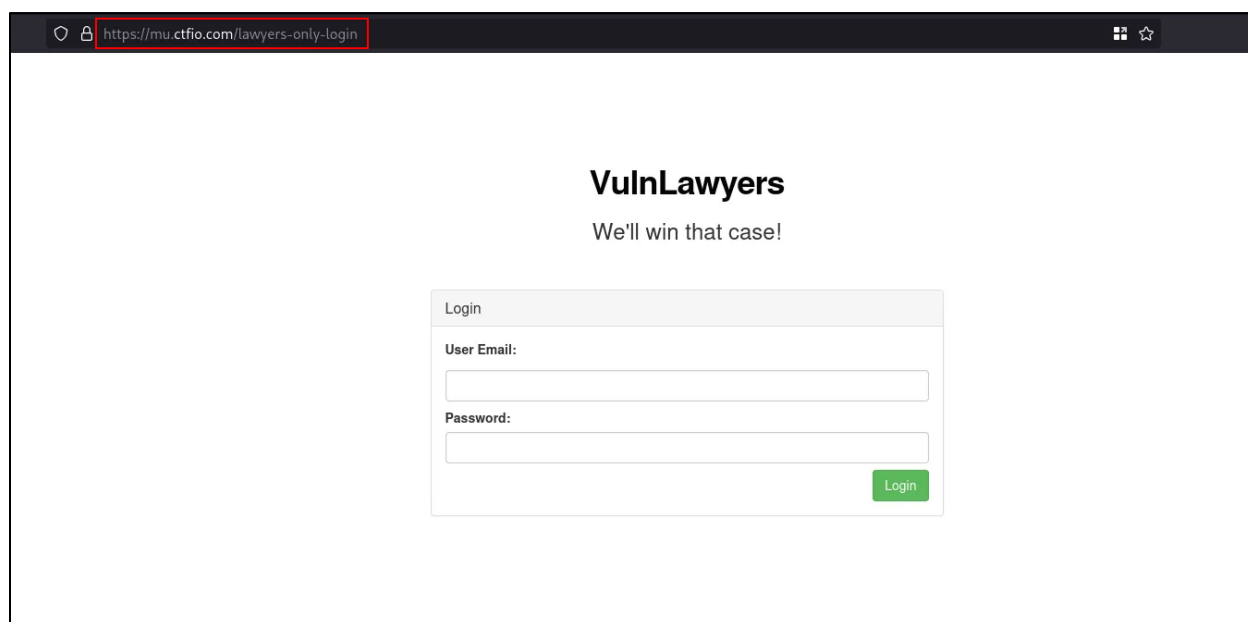 https://mu.ctfio.com/lawyers-only-login
VulnLawyers
We'll win that case!
Login
User Email:
Password:
Login